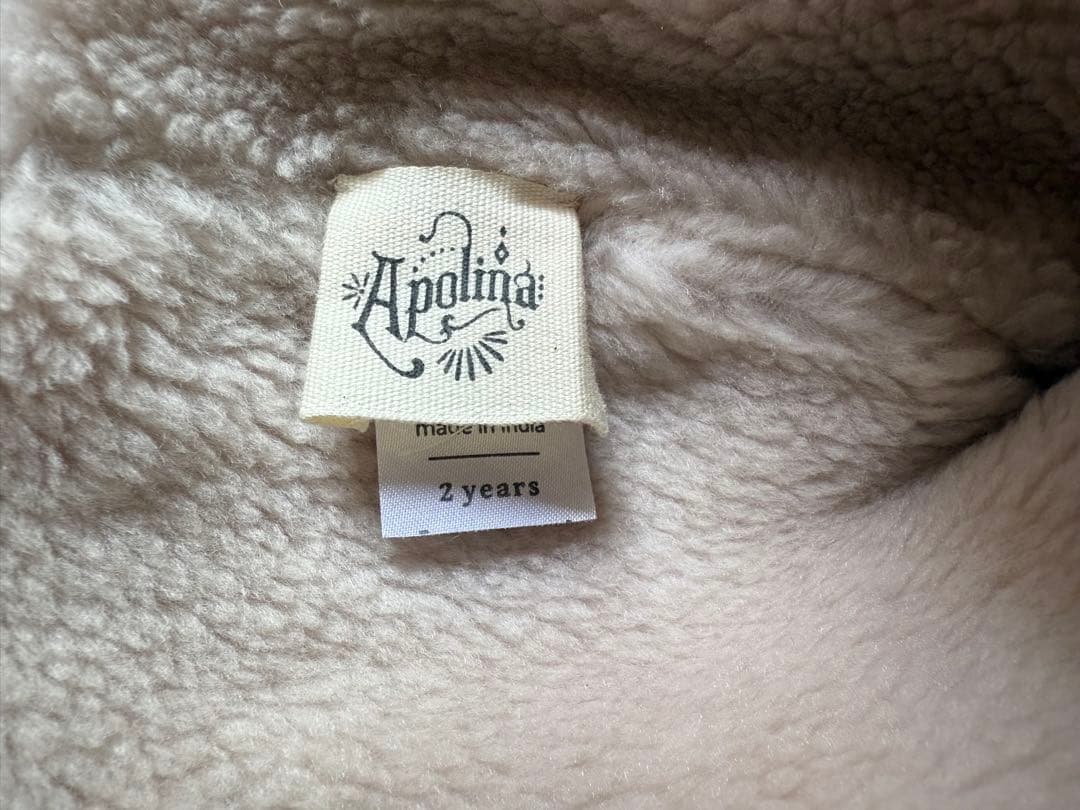 Apolina
made in india
2 years